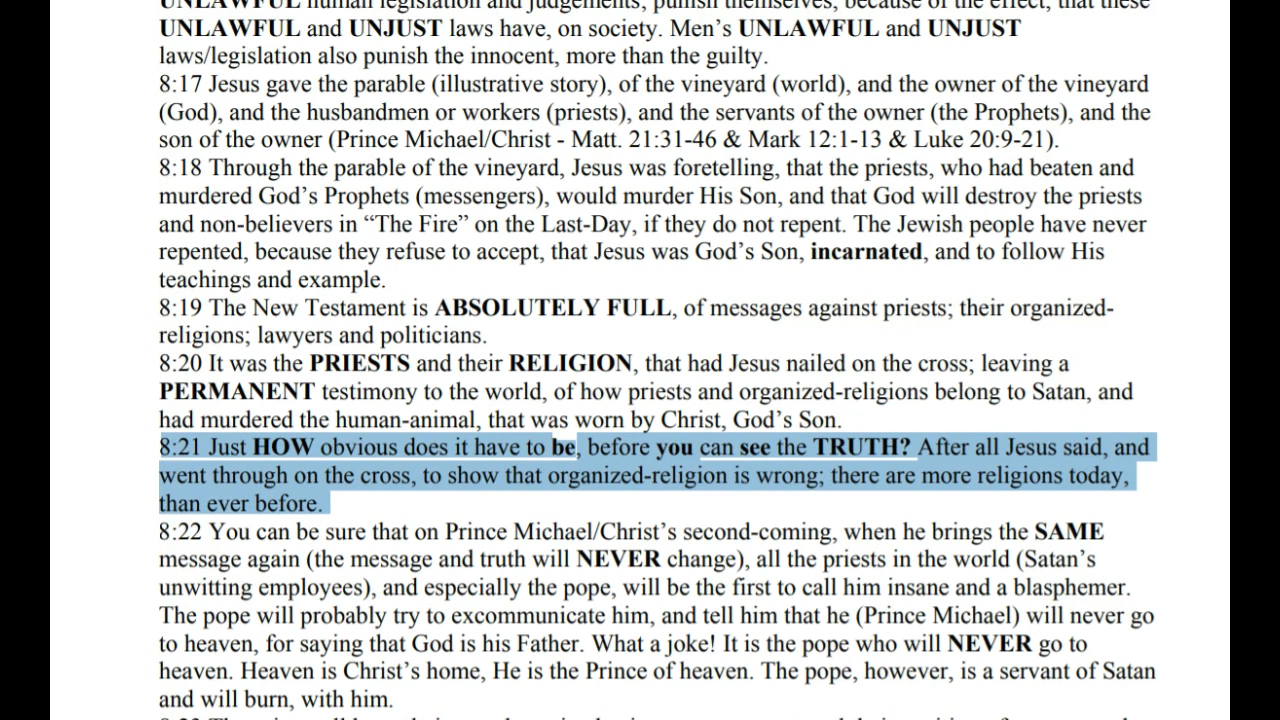 UNLAWFUL human legislation and judgements, punish themselves, because of the effect, that these
UNLAWFUL and UNJUST laws have, on society. Men’s UNLAWFUL and UNJUST
laws/legislation also punish the innocent, more than the guilty.
8:17 Jesus gave the parable (illustrative story), of the vineyard (world), and the owner of the vineyard
(God), and the husbandmen or workers (priests), and the servants of the owner (the Prophets), and the
son of the owner (Prince Michael/Christ - Matt. 21:31-46 & Mark 12:1-13 & Luke 20:9-21).
8:18 Through the parable of the vineyard, Jesus was foretelling, that the priests, who had beaten and
murdered God’s Prophets (messengers), would murder His Son, and that God will destroy the priests
and non-believers in “The Fire” on the Last-Day, if they do not repent. The Jewish people have never
repented, because they refuse to accept, that Jesus was God’s Son, incarnated, and to follow His
teachings and example.
8:19 The New Testament is ABSOLUTELY FULL, of messages against priests; their organized-
religions; lawyers and politicians.
8:20 It was the PRIESTS and their RELIGION, that had Jesus nailed on the cross; leaving a
PERMANENT testimony to the world, of how priests and organized-religions belong to Satan, and
had murdered the human-animal, that was worn by Christ, God’s Son.
8:21 Just HOW obvious does it have to be, before you can see the TRUTH? After all Jesus said, and
went through on the cross, to show that organized-religion is wrong; there are more religions today,
than ever before.
8:22 You can be sure that on Prince Michael/Christ’s second-coming, when he brings the SAME
message again (the message and truth will NEVER change), all the priests in the world (Satan’s
unwitting employees), and especially the pope, will be the first to call him insane and a blasphemer.
The pope will probably try to excommunicate him, and tell him that he (Prince Michael) will never go
to heaven, for saying that God is his Father. What a joke! It is the pope who will NEVER go to
heaven. Heaven is Christ’s home, He is the Prince of heaven. The pope, however, is a servant of Satan
and will burn, with him.